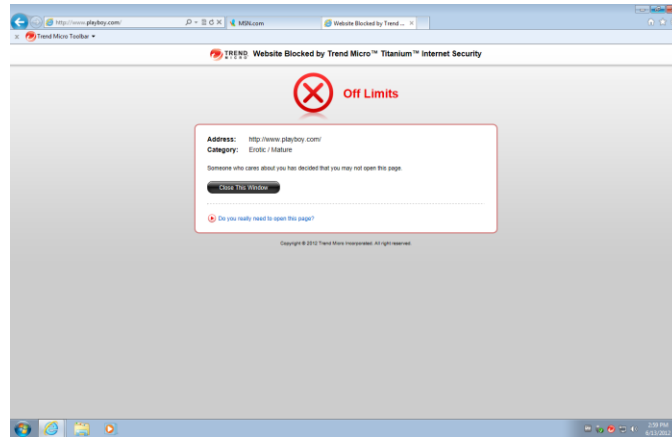 http://www.playboy.com/
MSN.com
Website Blocked by Trend ...
x Trend Micro Toolbar
TREND MICRO Website Blocked by Trend Micro™ Titanium™ Internet Security
Off Limits
Address: http://www.playboy.com/
Category: Erotic / Mature
Someone who cares about you has decided that you may not open this page.
Close This Window
Do you really need to open this page?
Copyright © 2012 Trend Micro Incorporated. All right reserved.
2:59 PM